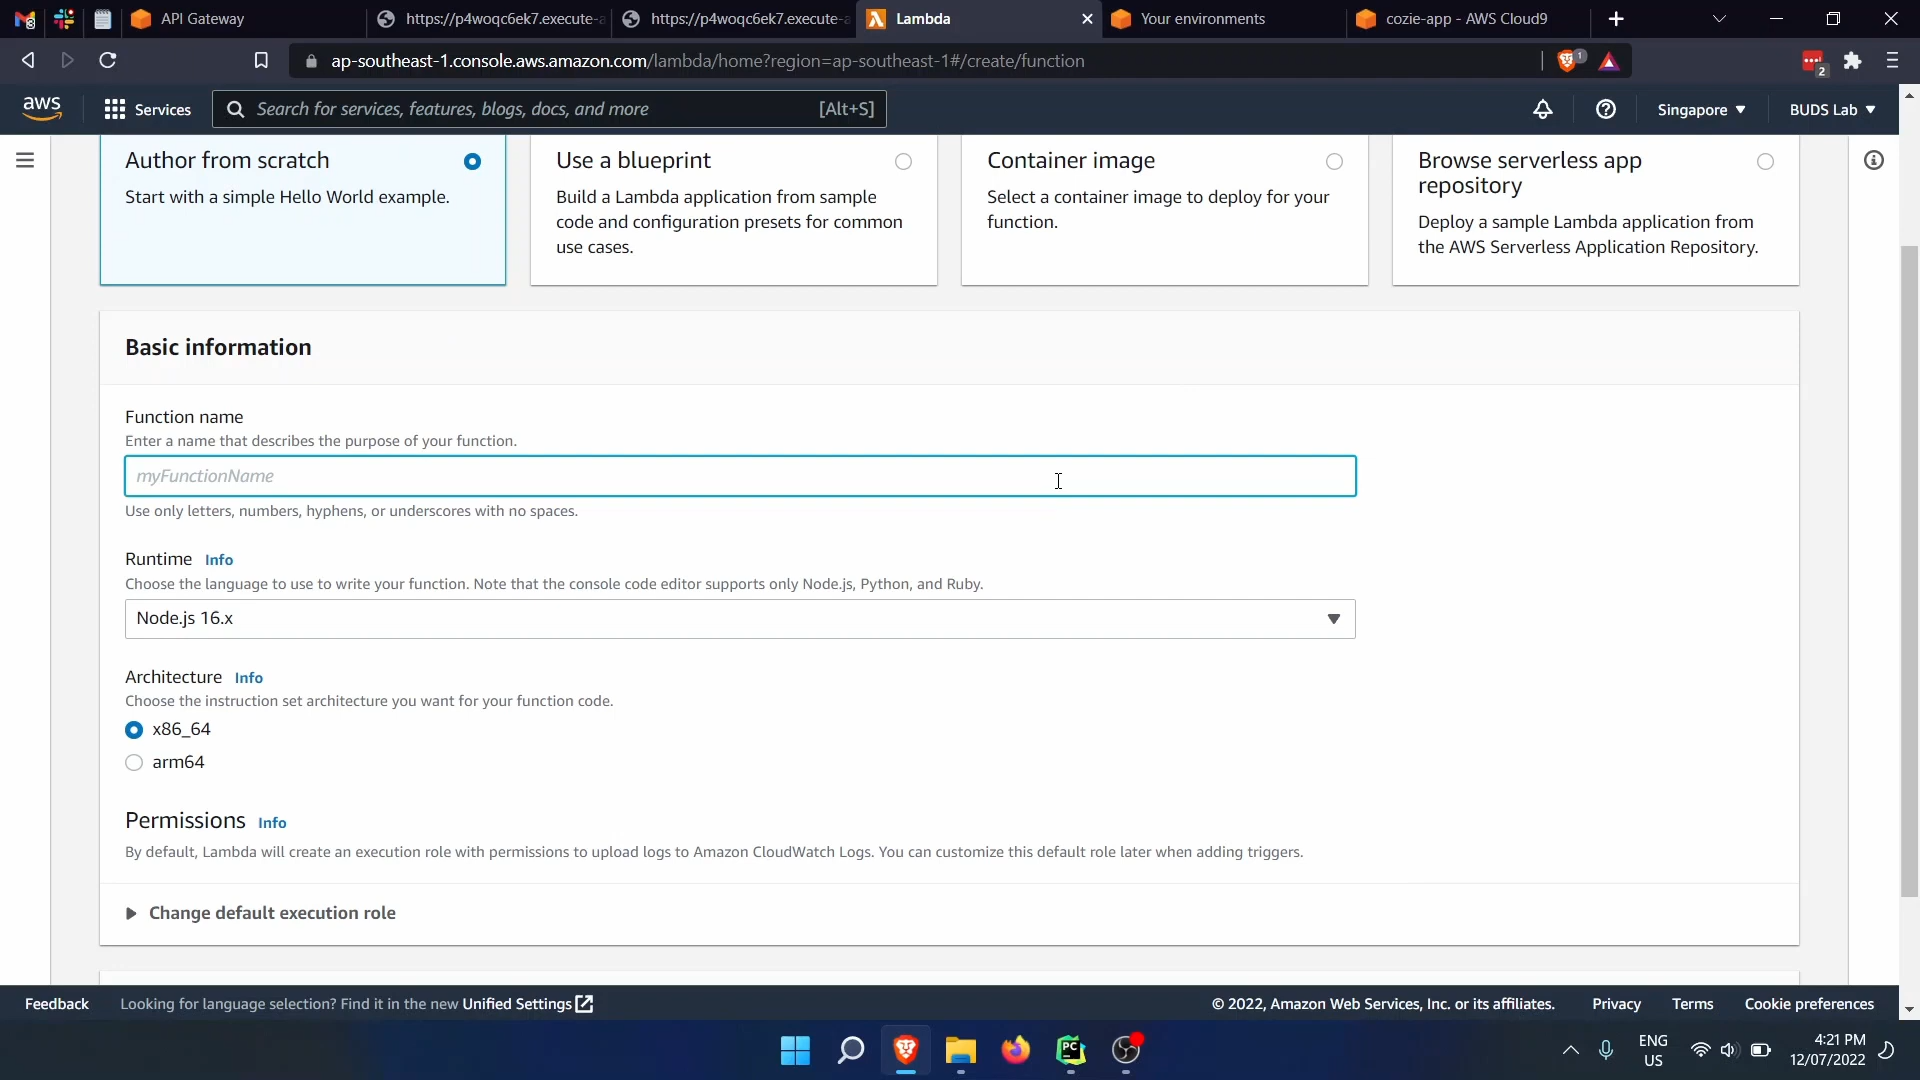 API Gateway
https://p4woqc6ek7.execute-a
https://p4woqc6ek7.execute-a
Lambda
Your environments
cozie-app - AWS Cloud9
ap-southeast-1.console.aws.amazon.com/lambda/home?region=ap-southeast-1#/create/function
1
2
aws
Services
Search for services, features, blogs, docs, and more
[Alt+S]
Singapore
BUDS Lab
Author from scratch
Start with a simple Hello World example.
Use a blueprint
Build a Lambda application from sample
code and configuration presets for common
use cases.
Container image
Select a container image to deploy for your
function.
Browse serverless app
repository
Deploy a sample Lambda application from
the AWS Serverless Application Repository.
Basic information
Function name
Enter a name that describes the purpose of your function.
myFunctionName
Use only letters, numbers, hyphens, or underscores with no spaces.
Runtime Info
Choose the language to use to write your function. Note that the console code editor supports only Node.js, Python, and Ruby.
Node.js 16.x
Architecture Info
Choose the instruction set architecture you want for your function code.
x86_64
arm64
Permissions Info
By default, Lambda will create an execution role with permissions to upload logs to Amazon CloudWatch Logs. You can customize this default role later when adding triggers.
Change default execution role
Feedback
Looking for language selection? Find it in the new Unified Settings
© 2022, Amazon Web Services, Inc. or its affiliates.
Privacy
Terms
Cookie preferences
PC
ENG
US
4:21 PM
12/07/2022